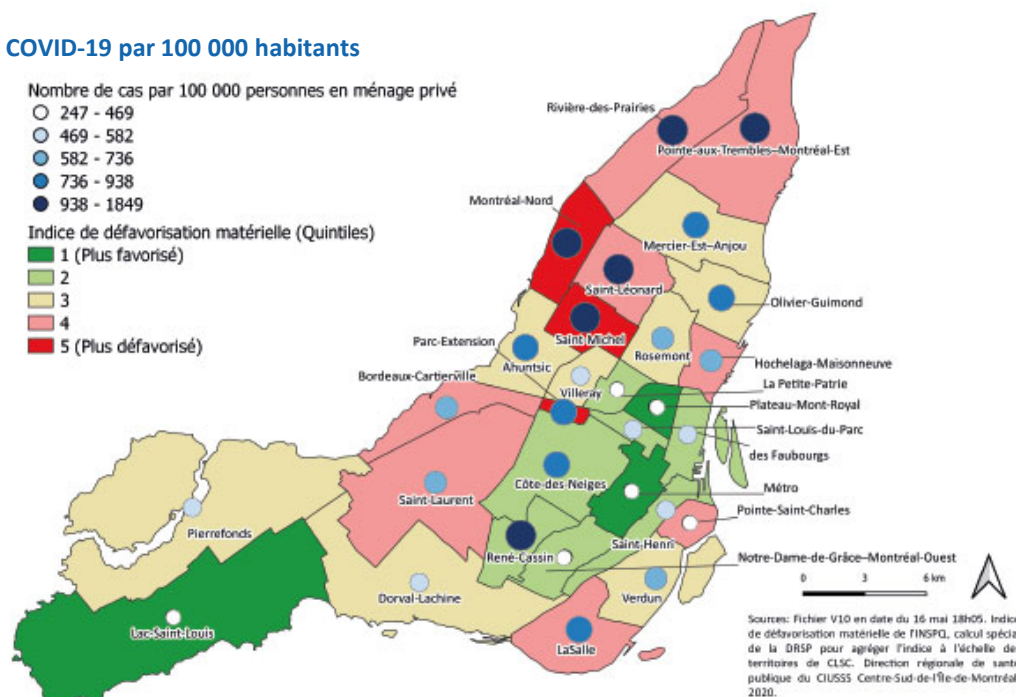 COVID-19 par 100 000 habitants
Nombre de cas par 100 000 personnes en ménage privé
247 - 469
469 - 582
582 - 736
736 - 938
938 - 1849
Indice de défavorisation matérielle (Quintiles)
1 (Plus favorisé)
2
3
4
5 (Plus défavorisé)
Rivière-des-Prairies
Pointe-aux-Trembles–Montréal-Est
Montréal-Nord
Mercier-Est–Anjou
Saint-Léonard
Olivier-Guimond
Saint-Michel
Parc-Extension
Ahuntsic
Rosemont
Hochelaga-Maisonneuve
Bordeaux-Cartierville
Villeray
La Petite-Patrie
Plateau-Mont-Royal
Saint-Louis-du-Parc
des Faubourgs
Côte-des-Neiges
Saint-Laurent
Métro
Pierrefonds
Pointe-Saint-Charles
René-Cassin
Saint-Henri
Notre-Dame-de-Grâce–Montréal-Ouest
Dorval-Lachine
Verdun
Lac-Saint-Louis
LaSalle
0 3 6 km
Sources: Fichier V10 en date du 16 mai 18h05. Indice
de défavorisation matérielle de l'INSPQ, calcul spécia
de la DRSP pour agréger l'indice à l'échelle de
territoires de CLSC. Direction régionale de sant
publique du CIUSSS Centre-Sud-de-l'Île-de-Montréal
2020.